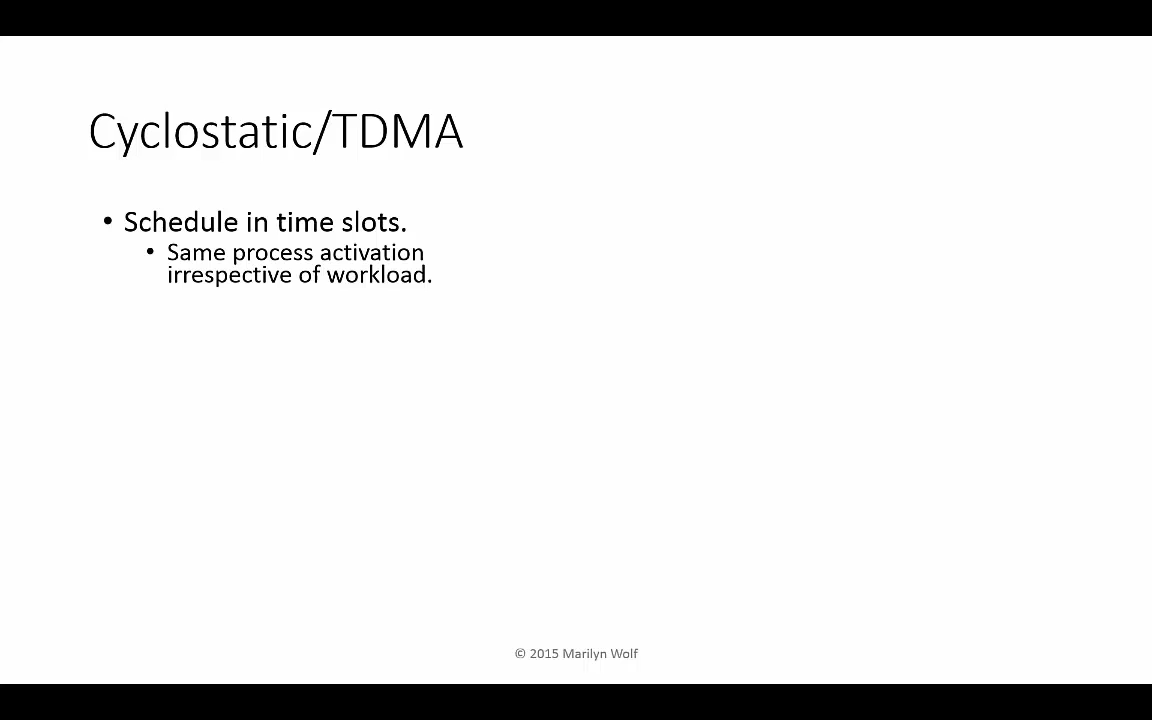 Cyclostatic/TDMA
• Schedule in time slots.
• Same process activation
irrespective of workload.
© 2015 Marilyn Wolf